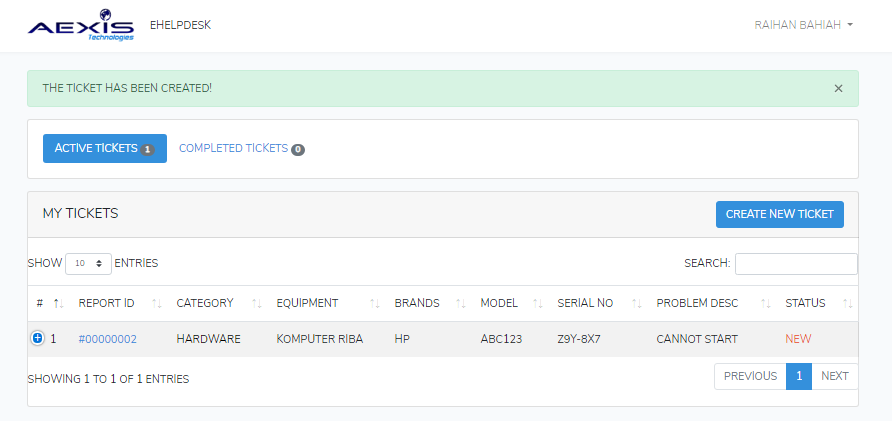 AEXIS Technologies EHELPDESK RAIHAN BAHIAH
THE TICKET HAS BEEN CREATED! ×
ACTIVE TICKETS 1 COMPLETED TICKETS 0
MY TICKETS CREATE NEW TICKET
SHOW 10 ENTRIES SEARCH:
# REPORT ID CATEGORY EQUIPMENT BRANDS MODEL SERIAL NO PROBLEM DESC STATUS
1 #00000002 HARDWARE KOMPUTER RIBA HP ABC123 Z9Y-8X7 CANNOT START NEW
SHOWING 1 TO 1 OF 1 ENTRIES PREVIOUS 1 NEXT